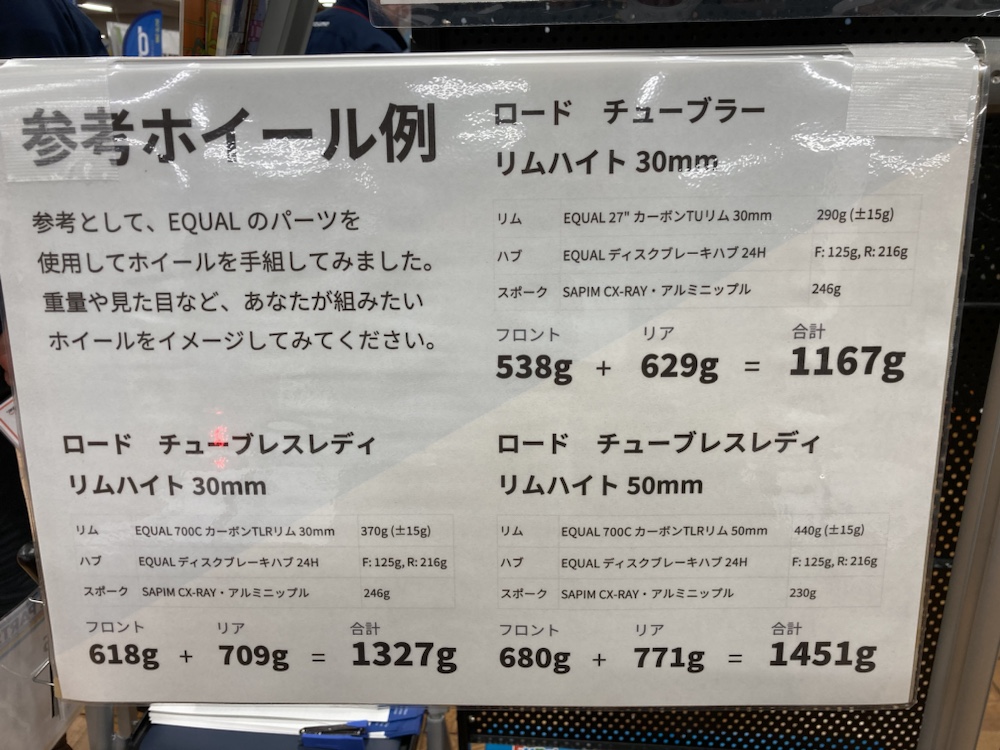 b
参考ホイール例
参考として、EQUAL のパーツを
使用してホイールを手組してみました。
重量や見た目など、あなたが組みたい
ホイールをイメージしてみてください。
ロード チューブラー
リムハイト 30mm
リム EQUAL 27" カーボンTUリム 30mm 290g (±15g)
ハブ EQUAL ディスクブレーキハブ 24H F: 125g, R: 216g
スポーク SAPIM CX-RAY・アルミニップル 246g
フロント リア 合計
538g + 629g = 1167g
ロード チューブレスレディ
リムハイト 30mm
リム EQUAL 700C カーボンTLRリム 30mm 370g (±15g)
ハブ EQUAL ディスクブレーキハブ 24H F: 125g, R: 216g
スポーク SAPIM CX-RAY・アルミニップル 246g
フロント リア 合計
618g + 709g = 1327g
ロード チューブレスレディ
リムハイト 50mm
リム EQUAL 700C カーボンTLRリム 50mm 440g (±15g)
ハブ EQUAL ディスクブレーキハブ 24H F: 125g, R: 216g
スポーク SAPIM CX-RAY・アルミニップル 230g
フロント リア 合計
680g + 771g = 1451g